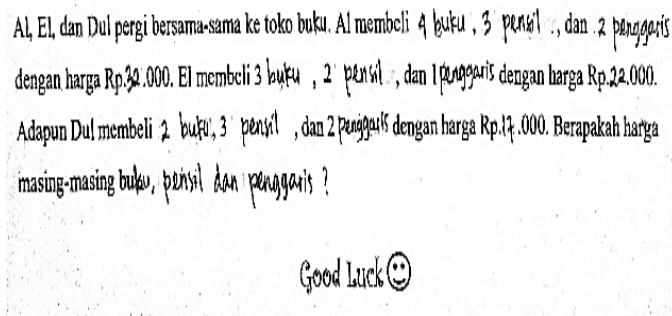 Al, El, dan Dul pergi bersama-sama ke toko buku. Al membeli 4 buku, 3 pensil, dan 2 penggaris
dengan harga Rp.32.000. El membeli 3 buku, 2 pensil, dan 1 penggaris dengan harga Rp.22.000.
Adapun Dul membeli 2 buku, 3 pensil, dan 2 penggaris dengan harga Rp.17.000. Berapakah harga
masing-masing buku, pensil dan penggaris ?
Good Luck ☺